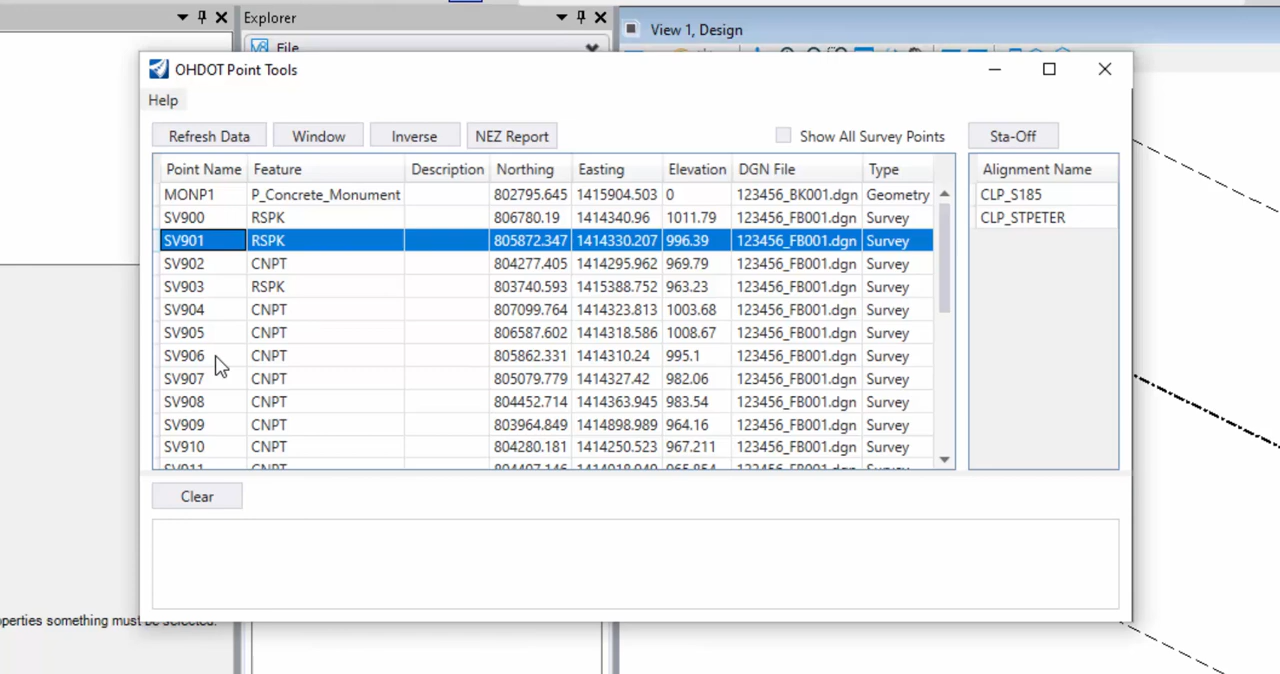 Explorer
View 1, Design
File
OHDOT Point Tools
Help
Refresh Data Window Inverse NEZ Report Show All Survey Points Sta-Off
Point Name Feature Description Northing Easting Elevation DGN File Type Alignment Name
MONP1 P_Concrete_Monument 802795.645 1415904.503 0 123456_BK001.dgn Geometry CLP_S185
SV900 RSPK 806780.19 1414340.96 1011.79 123456_FB001.dgn Survey CLP_STPETER
SV901 RSPK 805872.347 1414330.207 996.39 123456_FB001.dgn Survey
SV902 CNPT 804277.405 1414295.962 969.79 123456_FB001.dgn Survey
SV903 RSPK 803740.593 1415388.752 963.23 123456_FB001.dgn Survey
SV904 CNPT 807099.764 1414323.813 1003.68 123456_FB001.dgn Survey
SV905 CNPT 806587.602 1414318.586 1008.67 123456_FB001.dgn Survey
SV906 CNPT 805862.331 1414310.24 995.1 123456_FB001.dgn Survey
SV907 CNPT 805079.779 1414327.42 982.06 123456_FB001.dgn Survey
SV908 CNPT 804452.714 1414363.945 983.54 123456_FB001.dgn Survey
SV909 CNPT 803964.849 1414898.989 964.16 123456_FB001.dgn Survey
SV910 CNPT 804280.181 1414250.523 967.211 123456_FB001.dgn Survey
SV911 CNPT 123456_FB001.dgn Survey
Clear
operties something must be selected.